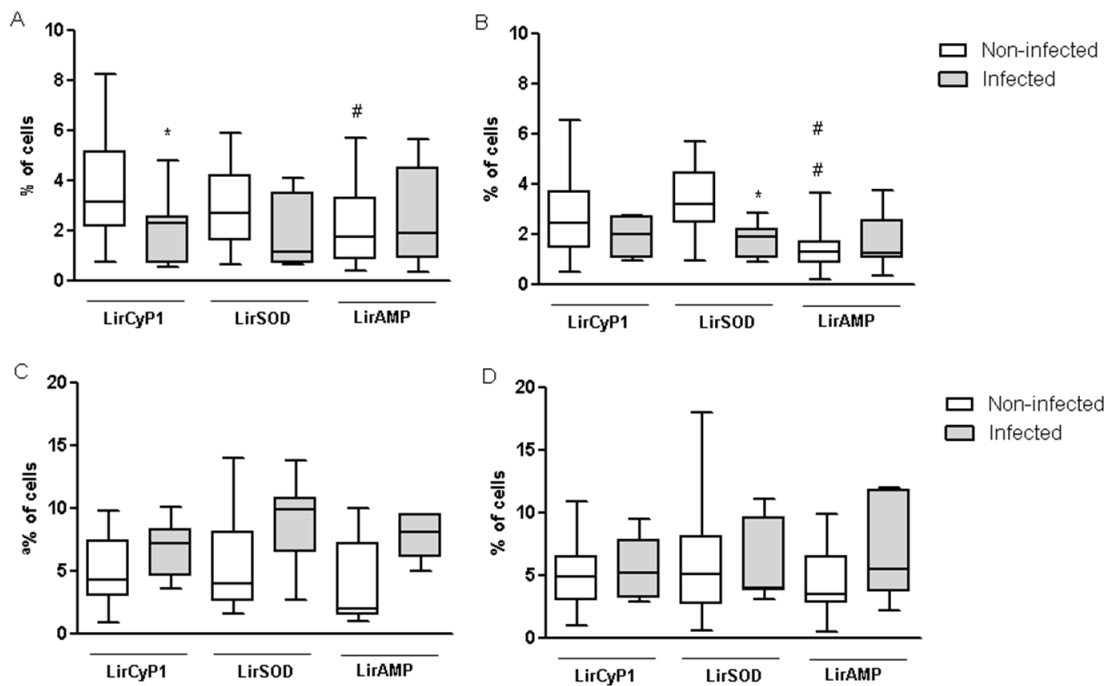 A
10
8
6
4
2
0
% of cells
*
#
LirCyP1 LirSOD LirAMP
B
10
8
6
4
2
0
% of cells
*
#
#
LirCyP1 LirSOD LirAMP
Non-infected
Infected
C
20
15
10
5
0
a% of cells
LirCyP1 LirSOD LirAMP
D
20
15
10
5
0
% of cells
LirCyP1 LirSOD LirAMP
Non-infected
Infected